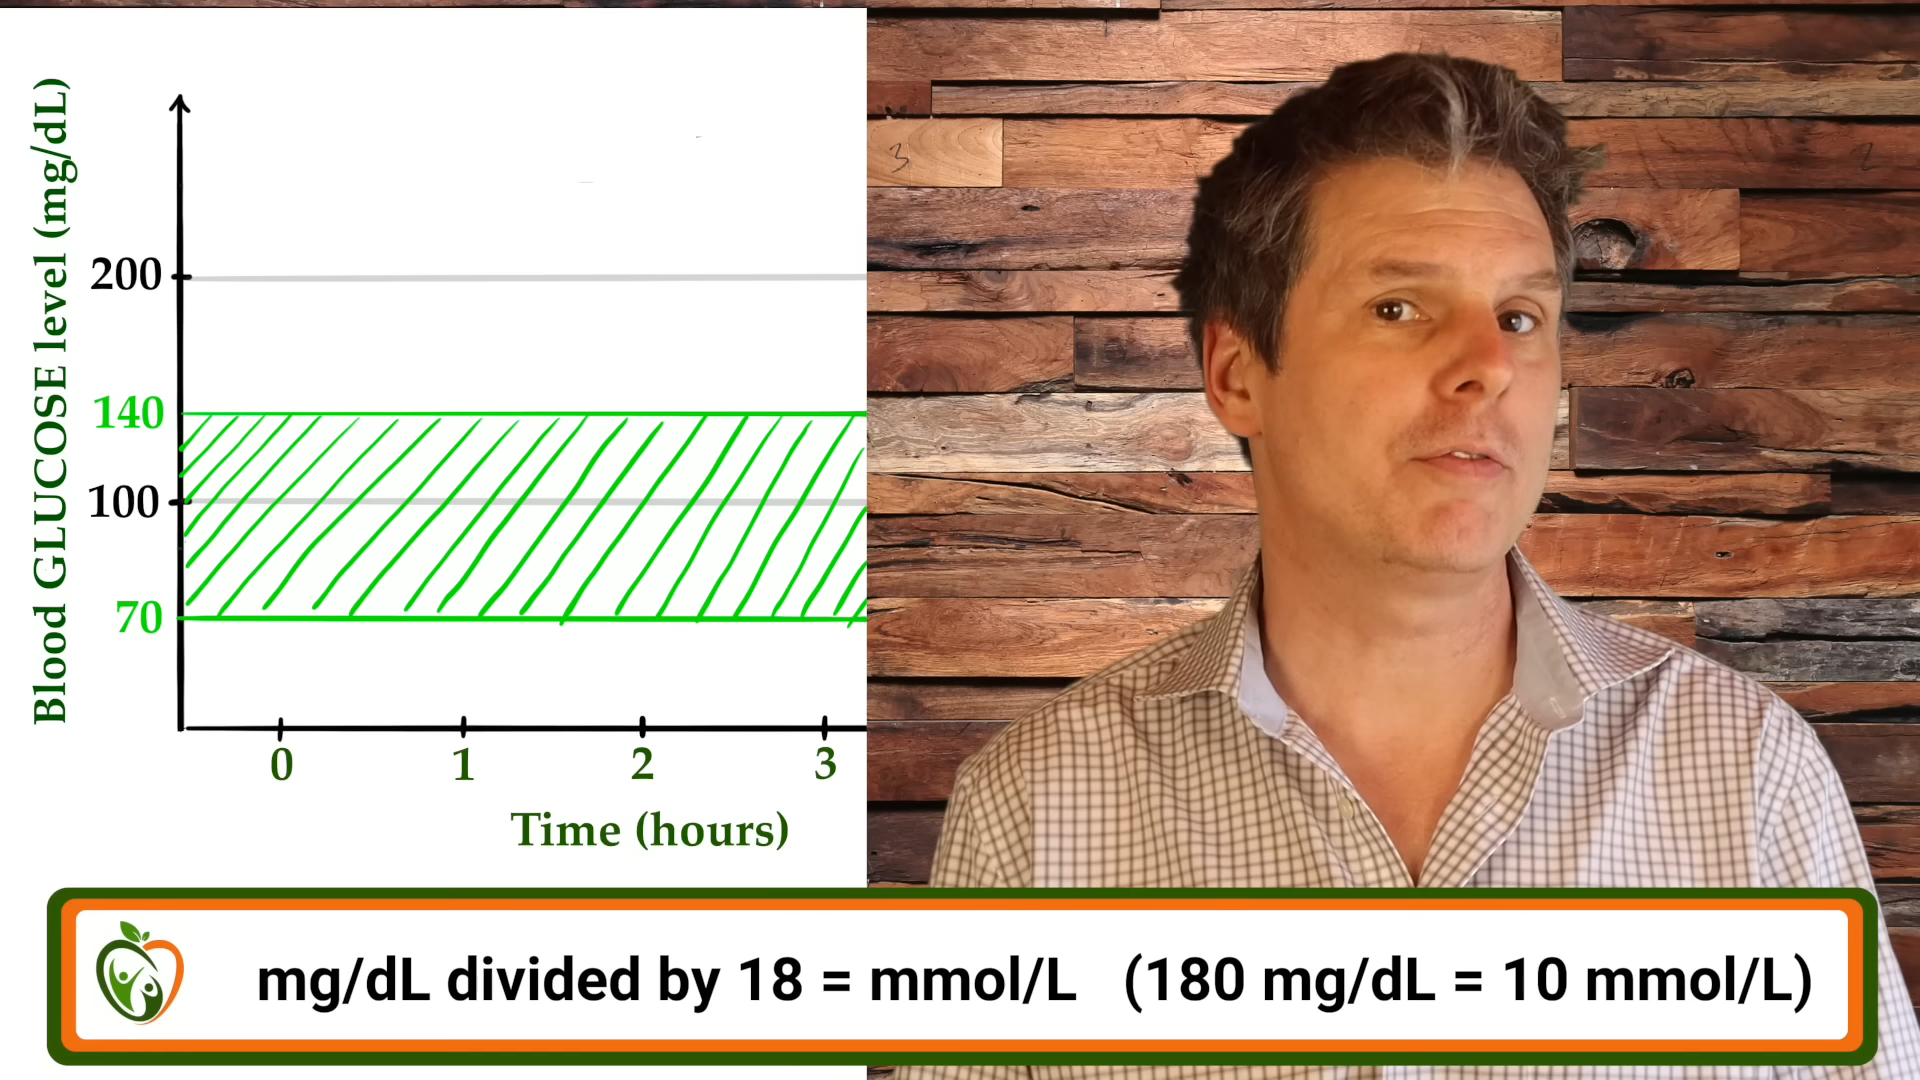 Blood GLUCOSE level (mg/dL)
200
140
100
70
0 1 2 3
Time (hours)
3
mg/dL divided by 18 = mmol/L (180 mg/dL = 10 mmol/L)